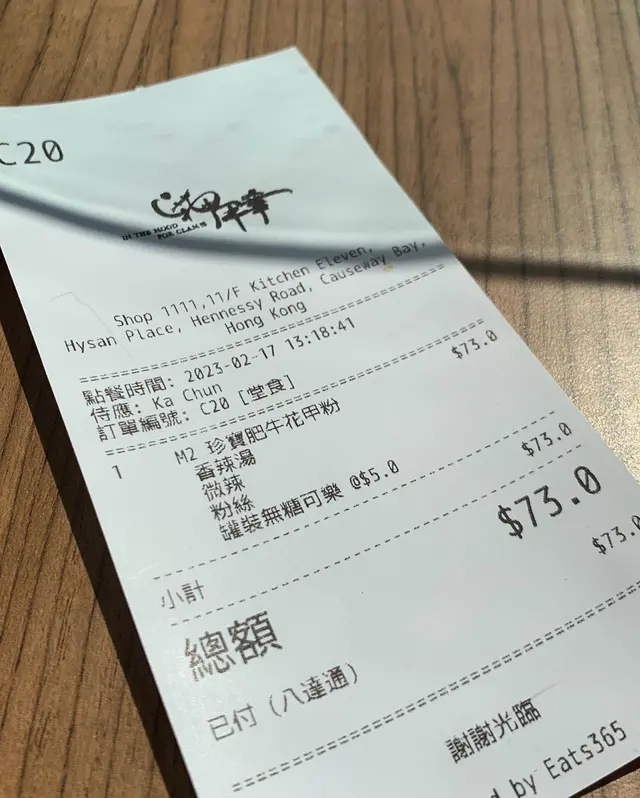 C20
IN THE MOOD
FOR CLAMS
花甲幸
Shop 1111,11/F Kitchen Eleven,
Hysan Place, Hennessy Road, Causeway Bay,
Hong Kong
點餐時間: 2023-02-17 13:18:41
侍應: Ka Chun
訂單編號: C20 [堂食]
1 M2 珍寶肥牛花甲粉 $73.0
香辣湯
微辣
粉絲
罐裝無糖可樂 @$5.0
小計 $73.0
總額 $73.0
已付 (八達通) $73.0
謝謝光臨
d by Eats365